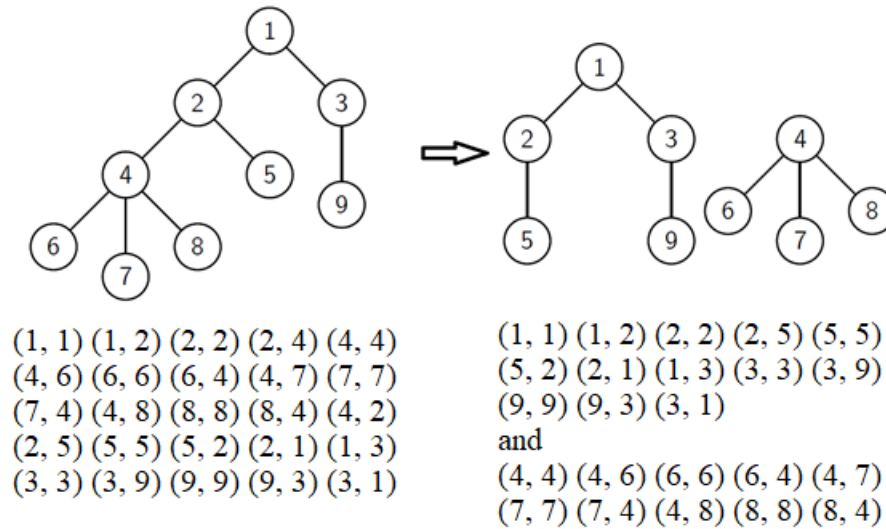 1
2
3
4
5
9
6
7
8
1
2
3
5
9
4
6
7
8
(1, 1) (1, 2) (2, 2) (2, 4) (4, 4)
(4, 6) (6, 6) (6, 4) (4, 7) (7, 7)
(7, 4) (4, 8) (8, 8) (8, 4) (4, 2)
(2, 5) (5, 5) (5, 2) (2, 1) (1, 3)
(3, 3) (3, 9) (9, 9) (9, 3) (3, 1)
(1, 1) (1, 2) (2, 2) (2, 5) (5, 5)
(5, 2) (2, 1) (1, 3) (3, 3) (3, 9)
(9, 9) (9, 3) (3, 1)
and
(4, 4) (4, 6) (6, 6) (6, 4) (4, 7)
(7, 7) (7, 4) (4, 8) (8, 8) (8, 4)